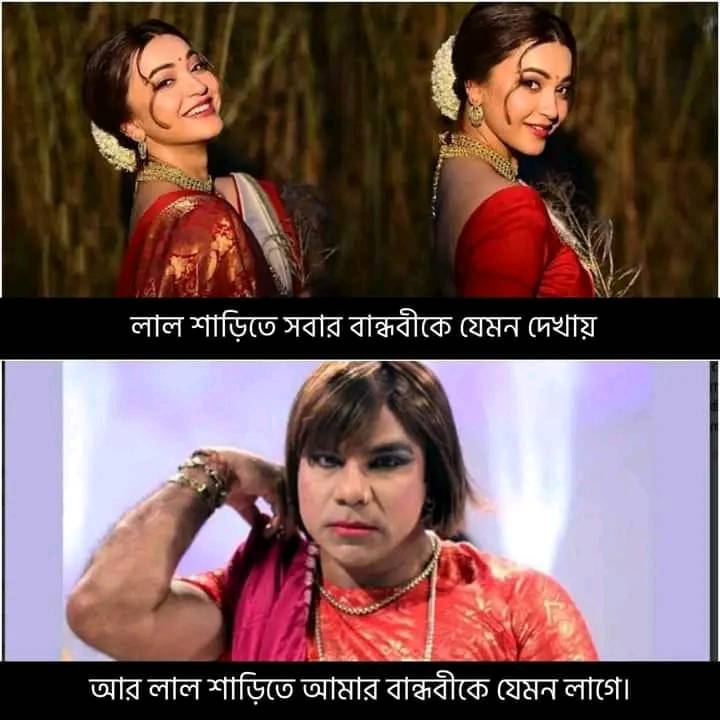 লাল শাড়িতে সবার বান্ধবীকে যেমন দেখায়
আর লাল শাড়িতে আমার বান্ধবীকে যেমন লাগে।